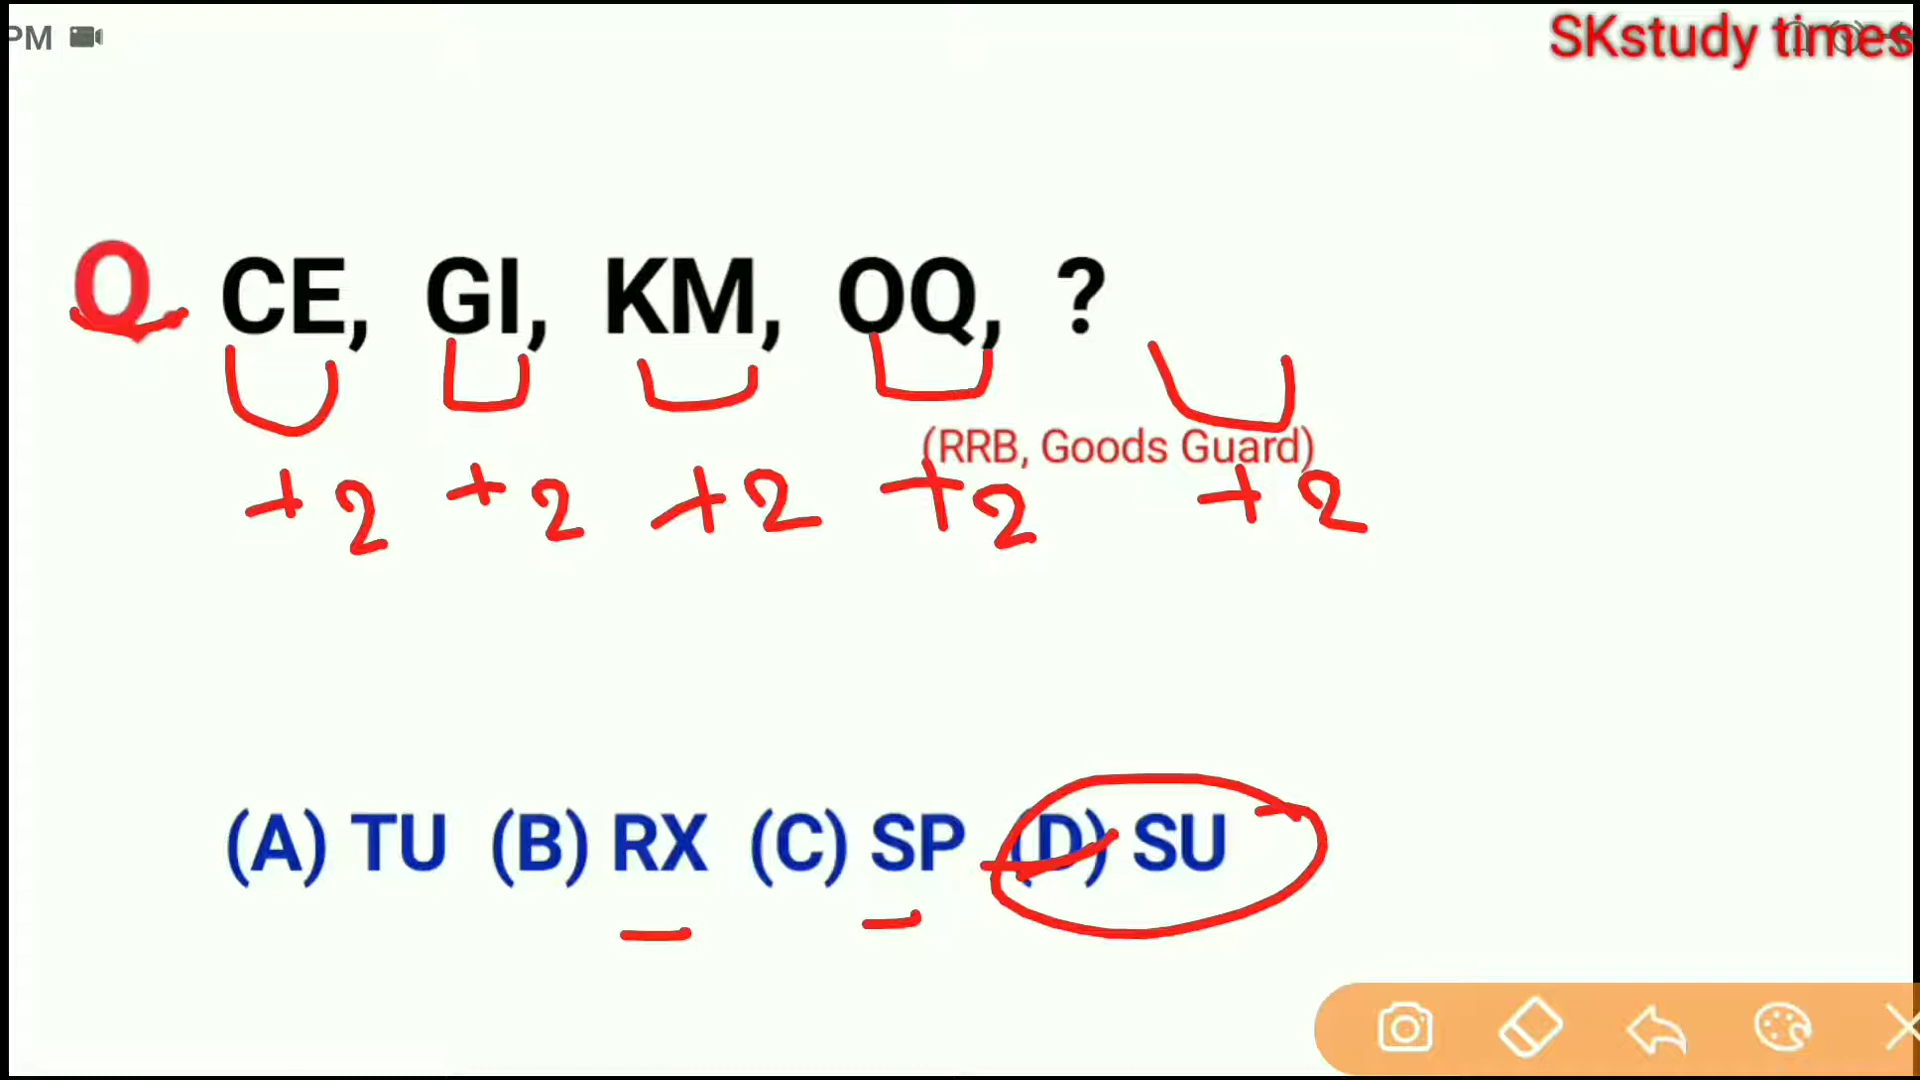 PM
SKstudy times
Q. CE, GI, KM, OQ, ?
(RRB, Goods Guard)
+2 +2 +2 +2 +2
(A) TU (B) RX (C) SP (D) SU